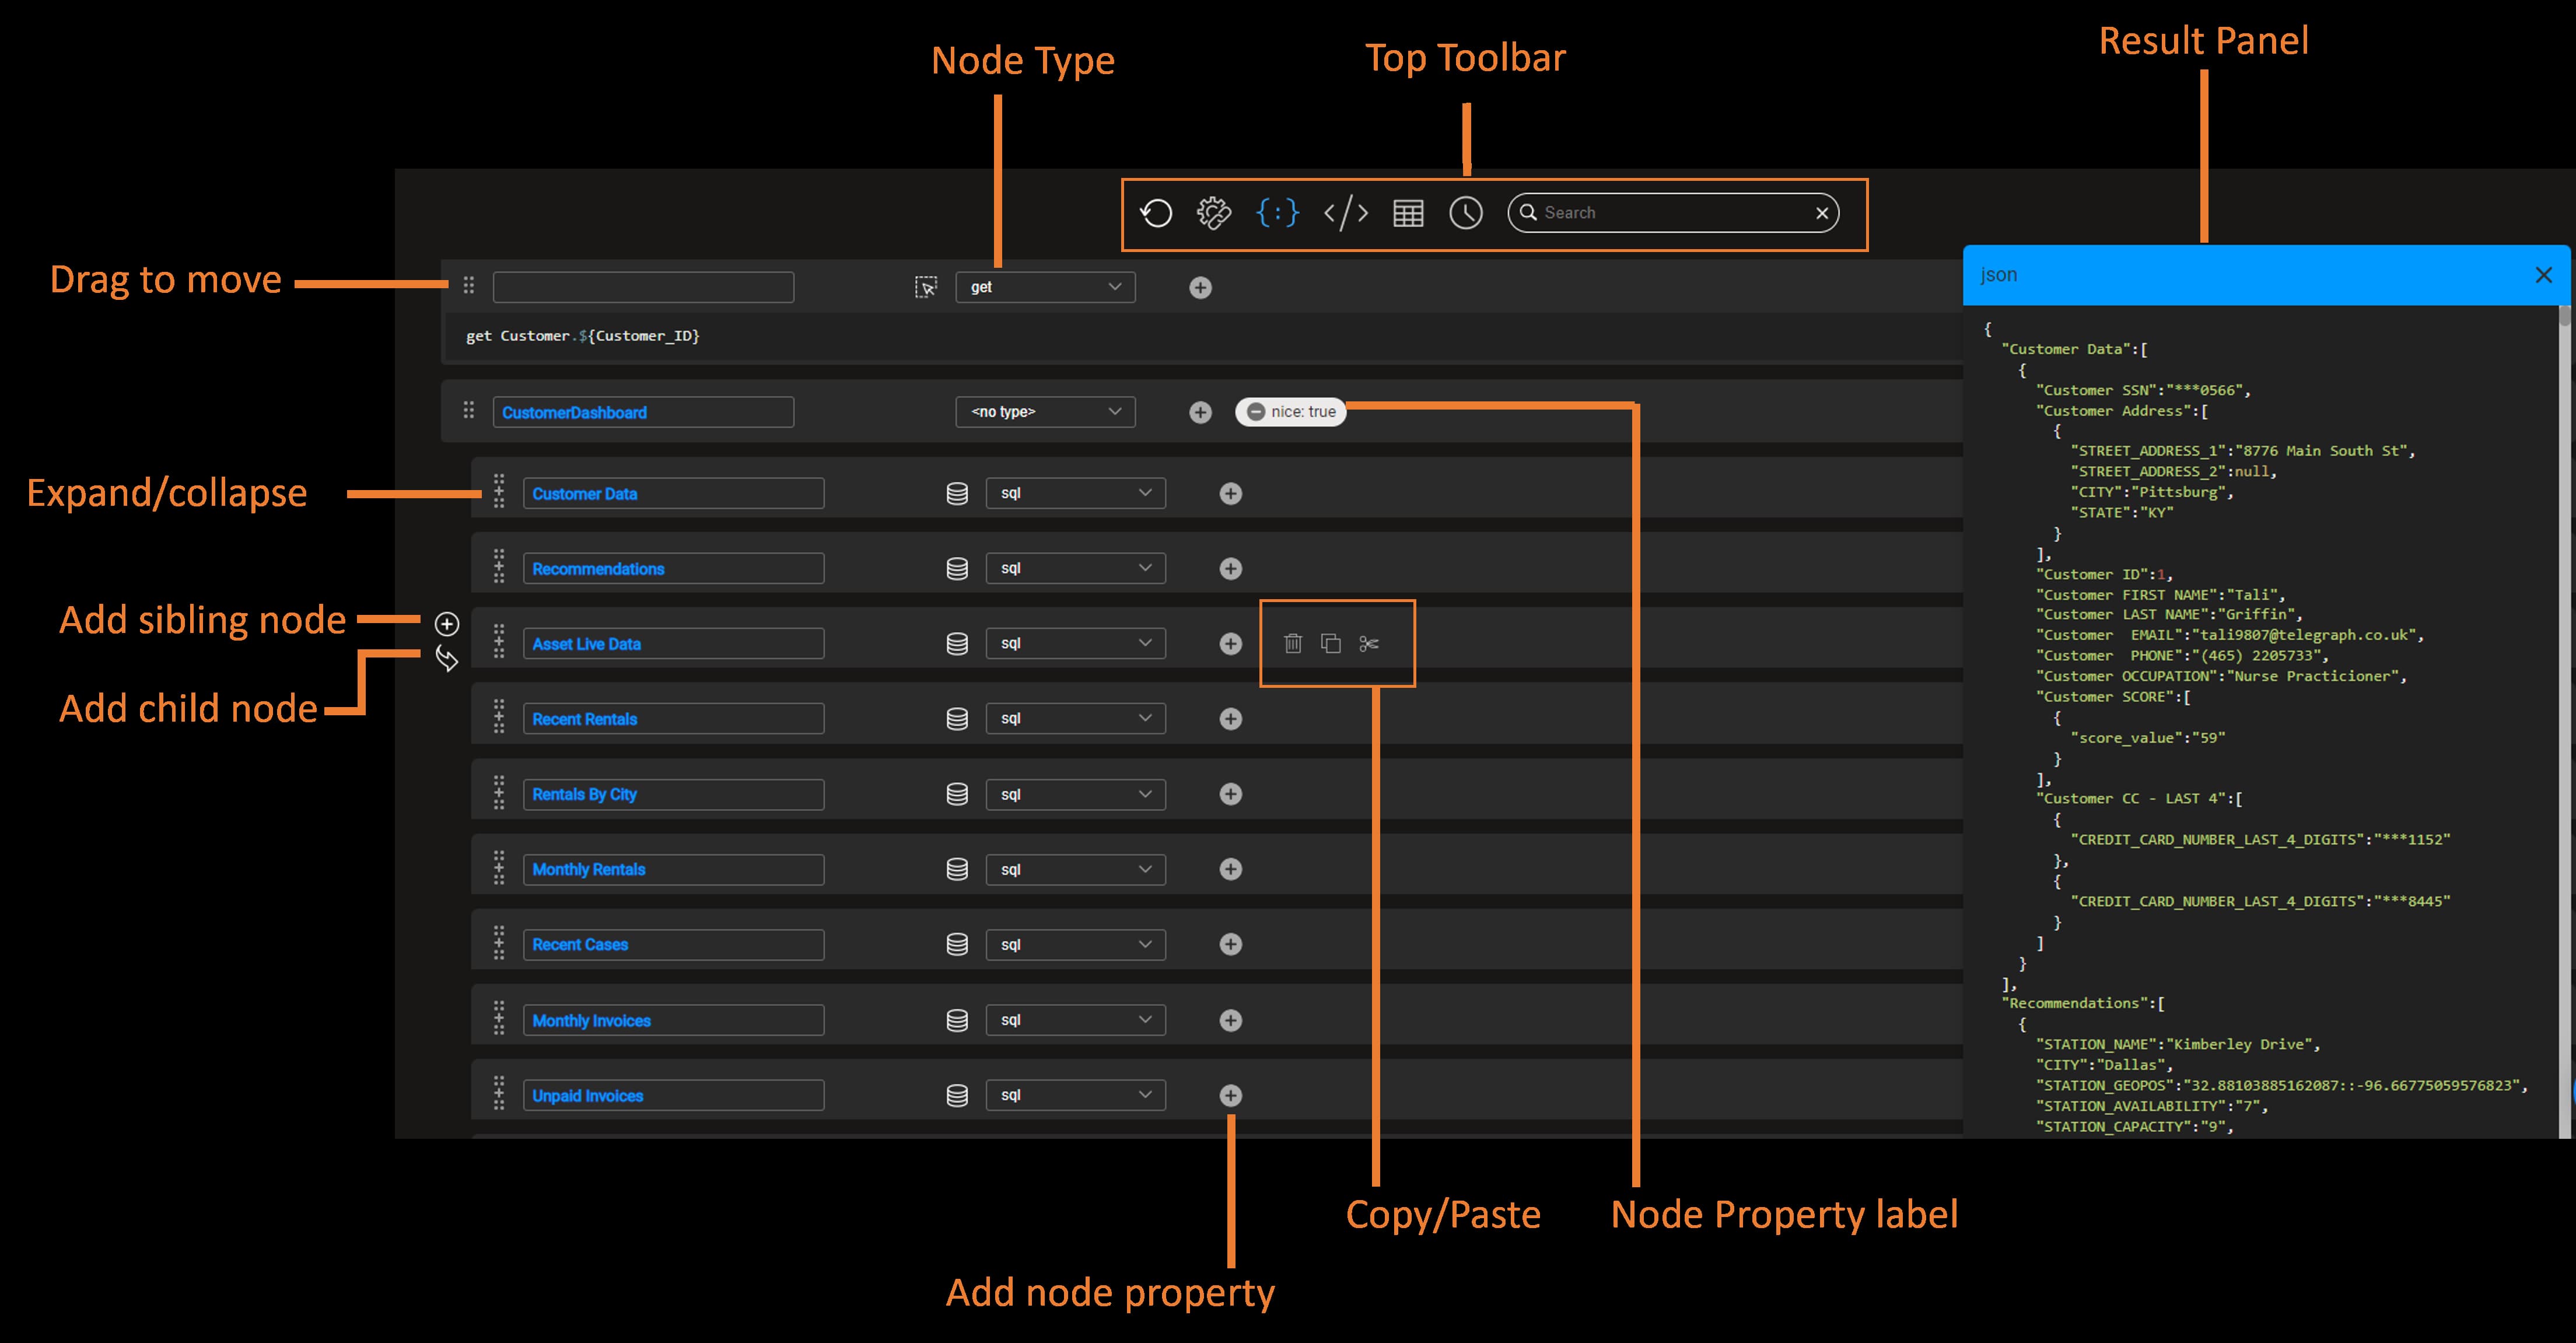 Node Type
Top Toolbar
Result Panel
Search
Drag to move
get
json
get Customer.${Customer_ID}
CustomerDashboard
<no type>
nice: true
Expand/collapse
Customer Data
sql
Recommendations
sql
Add sibling node
Asset Live Data
sql
Add child node
Recent Rentals
sql
Rentals By City
sql
Monthly Rentals
sql
Recent Cases
sql
Monthly Invoices
sql
Unpaid Invoices
sql
{
"Customer Data":[
{
"Customer SSN":"***0566",
"Customer Address":[
{
"STREET_ADDRESS_1":"8776 Main South St",
"STREET_ADDRESS_2":null,
"CITY":"Pittsburg",
"STATE":"KY"
}
],
"Customer ID":1,
"Customer FIRST NAME":"Tali",
"Customer LAST NAME":"Griffin",
"Customer  EMAIL":"tali9807@telegraph.co.uk",
"Customer  PHONE":"(465) 2205733",
"Customer OCCUPATION":"Nurse Practicioner",
"Customer SCORE":[
{
"score_value":"59"
}
],
"Customer CC - LAST 4":[
{
"CREDIT_CARD_NUMBER_LAST_4_DIGITS":"***1152"
},
{
"CREDIT_CARD_NUMBER_LAST_4_DIGITS":"***8445"
}
]
}
],
"Recommendations":[
{
"STATION_NAME":"Kimberley Drive",
"CITY":"Dallas",
"STATION_GEOPOS":"32.88103885162087::-96.66775059576823",
"STATION_AVAILABILITY":"7",
"STATION_CAPACITY":"9",
Copy/Paste
Node Property label
Add node property